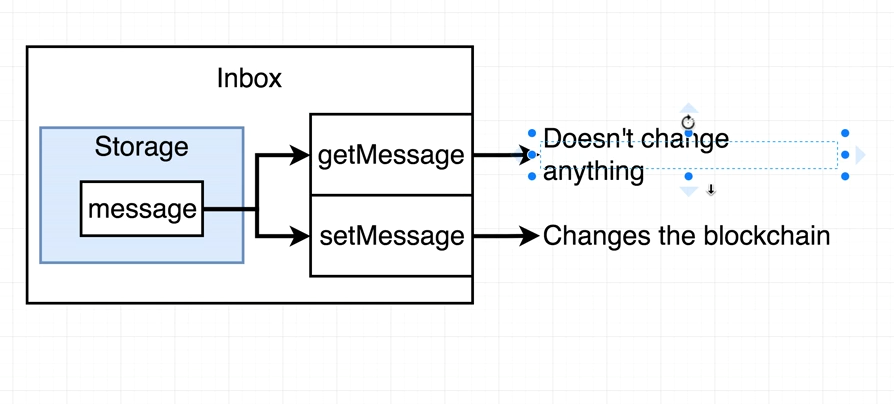 Inbox
Storage
message
getMessage
setMessage
Doesn't change
anything
Changes the blockchain